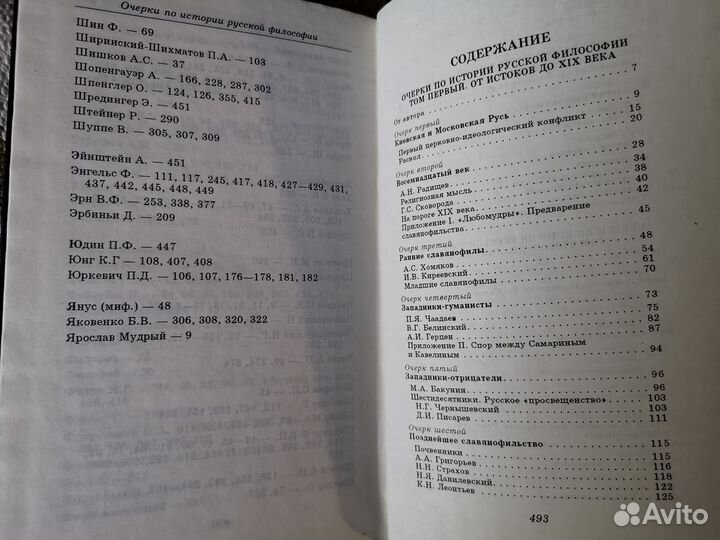 Очерки по истории русской философии
Шин Ф. — 69
Ширинский-Шихматов П.А. — 103
Шишков А.С. — 37
Шопенгауэр А. — 166, 228, 287, 302
Шпенглер О. — 124, 126, 355, 415
Шредингер Э. — 451
Штейнер Р. — 290
Шуппе В. — 305, 307, 309
Эйнштейн А. — 451
Энгельс Ф. — 111, 117, 245, 417, 418, 427—429, 431,
437, 442, 445, 448, 449
Эрн В.Ф. — 253, 338, 377
Эрбиньи Д. — 209
Юдин П.Ф. — 447
Юнг К.Г — 108, 407, 408
Юркевич П.Д. — 106, 107, 176—178, 181, 182
Янус (миф.) — 48
Яковенко Б.В. — 306, 308, 320, 322
Ярослав Мудрый — 9
СОДЕРЖАНИЕ
ОЧЕРКИ ПО ИСТОРИИ РУССКОЙ ФИЛОСОФИИ
ТОМ ПЕРВЫЙ. ОТ ИСТОКОВ ДО XIX ВЕКА
От автора 7
Очерк первый
Киевская и Московская Русь 9
Первый церковно-идеологический конфликт 15
Раскол 20
Очерк второй
Восемнадцатый век 28
А.Н. Радищев 34
Религиозная мысль 38
Г.С. Сковорода 40
На пороге XIX века 42
Приложение I. «Любомудры». Предварение
славянофильства 45
Очерк третий
Ранние славянофилы 48
А.С. Хомяков 54
И.В. Киреевский 61
Младшие славянофилы 70
Очерк четвертый
Западники-гуманисты 73
П.Я. Чаадаев 75
В.Г. Белинский 82
А.И. Герцен 87
Приложение П. Спор между Самариным
и Кавелиным 94
Очерк пятый
Западники-отрицатели 96
М.А. Бакунин 96
Шестидесятники. Русское «просвещенство» 103
Н.Г. Чернышевский 103
Д.И. Писарев 111
Очерк шестой
Позднейшее славянофильство 115
Почвенники 115
А.А. Григорьев 116
Н.Н. Страхов 118
Н.Я. Данилевский 122
К.Н. Леонтьев 125
493
Avito